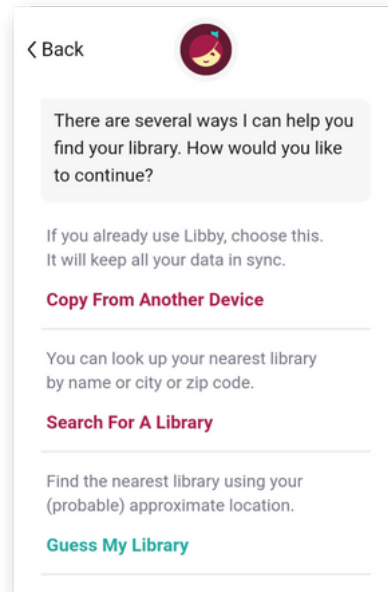 Back
There are several ways I can help you
find your library. How would you like
to continue?
If you already use Libby, choose this.
It will keep all your data in sync.
Copy From Another Device
You can look up your nearest library
by name or city or zip code.
Search For A Library
Find the nearest library using your
(probable) approximate location.
Guess My Library